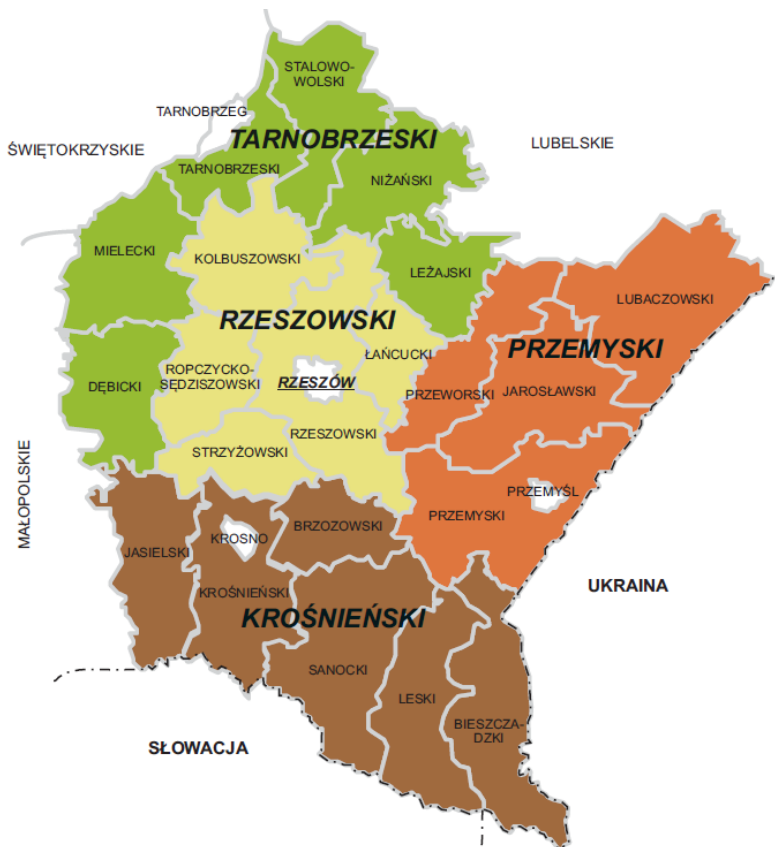 STALOWO-
WOLSKI
TARNOBRZEG
TARNOBRZESKI
LUBELSKIE
ŚWIĘTOKRZYSKIE
TARNOBRZESKI
NIŻAŃSKI
MIELECKI
KOLBUSZOWSKI
LEŻAJSKI
LUBACZOWSKI
RZESZOWSKI
PRZEMYSKI
ŁAŃCUCKI
ROPCZYCKO-
SĘDZISZOWSKI
DĘBICKI
RZESZÓW
PRZEWORSKI
JAROSŁAWSKI
RZESZOWSKI
STRZYŻOWSKI
MAŁOPOLSKIE
PRZEMYŚL
PRZEMYSKI
BRZOZOWSKI
KROSNO
JASIELSKI
UKRAINA
KROŚNIEŃSKI
KROŚNIEŃSKI
SANOCKI
LESKI
BIESZCZA-
DZKI
SŁOWACJA